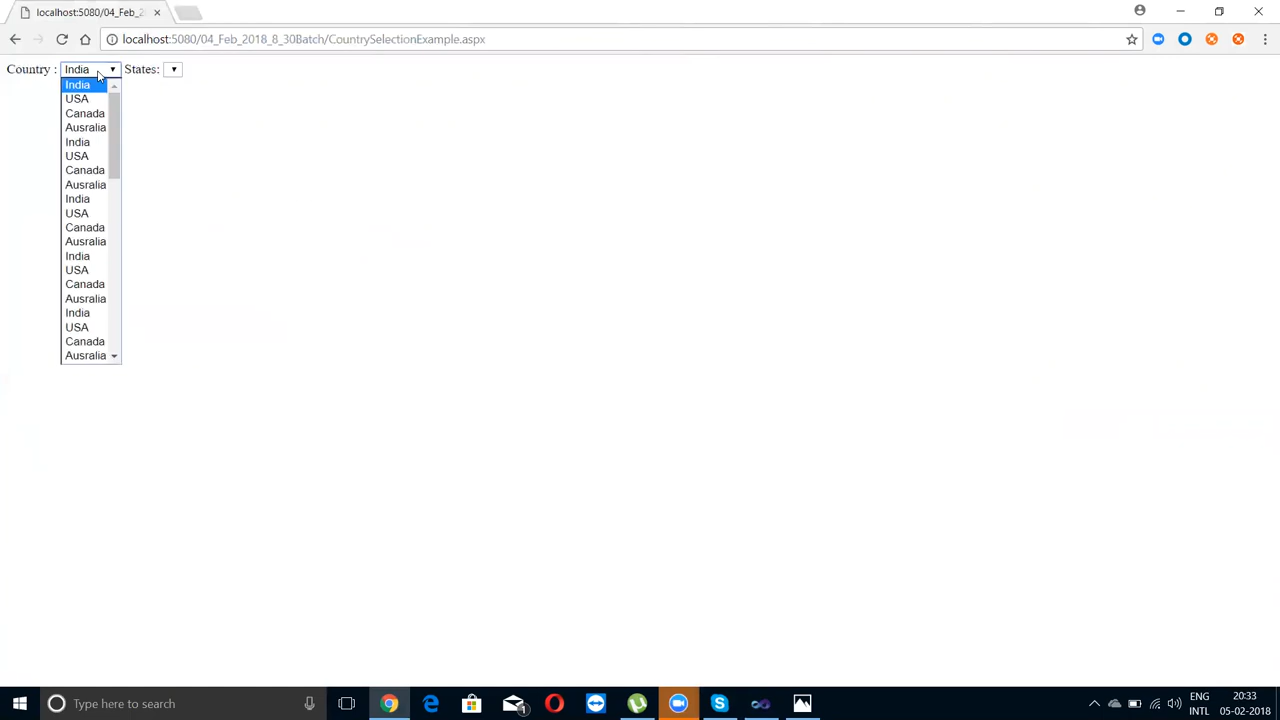 localhost:5080/04_Feb_2
localhost:5080/04_Feb_2018_8_30Batch/CountrySelectionExample.aspx
Country : India States:
India
USA
Canada
Ausralia
India
USA
Canada
Ausralia
India
USA
Canada
Ausralia
India
USA
Canada
Ausralia
India
USA
Canada
Ausralia
Type here to search
1
ENG 20:33
INTL 05-02-2018